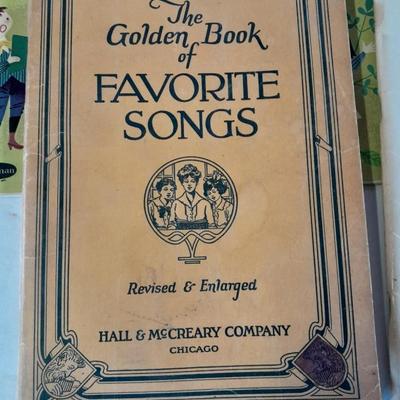 The
Golden Book
of
FAVORITE
SONGS
Revised & Enlarged
HALL & McCREARY COMPANY
CHICAGO